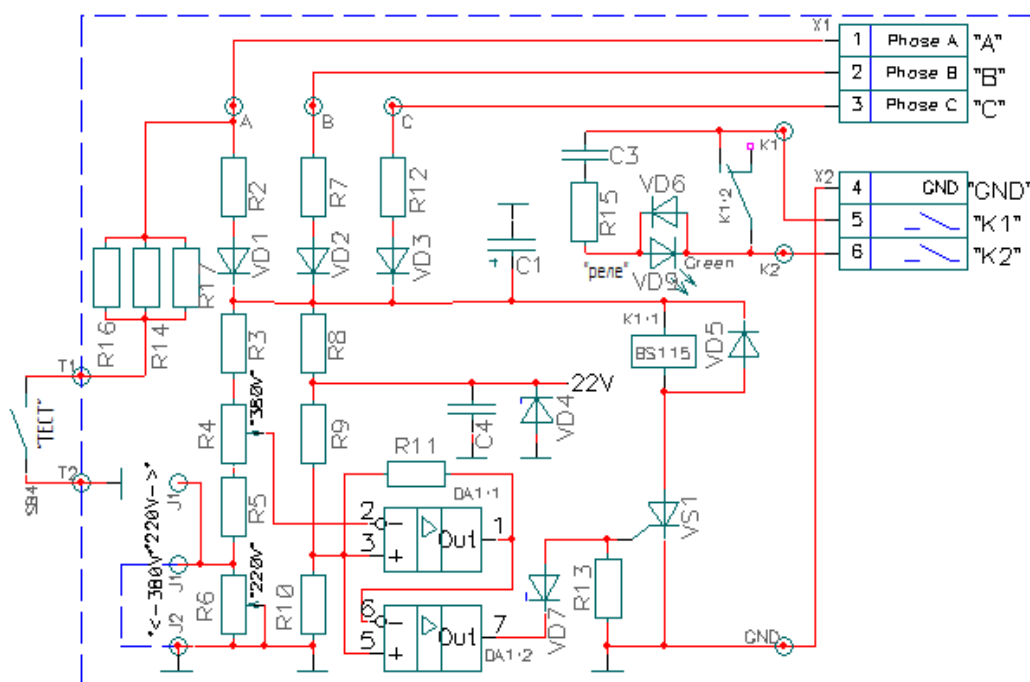 X1
1 Phase A "A"
2 Phase B "B"
3 Phase C "C"
A
B
C
K1
C3
X2
R2
R7
R12
R15
VD6
K1·2
4 GND "GND"
5 "K1"
6 "K2"
VD1
VD2
VD3
C1
"реле"
VD9
Green
K2
R16
R14
R17
R3
R8
K1·1
BS115
VD5
T1
"380V"
22V
"ТЕСТ"
R4
R9
C4
VD4
R11
T2
SB4
J1
R5
DA1·1
2 − Out 1
3 +
VS1
"<-380V"220V->"
J1
"220V"
R6
R10
6 − Out 7
5 +
DA1·2
VD7
R13
J2
GND